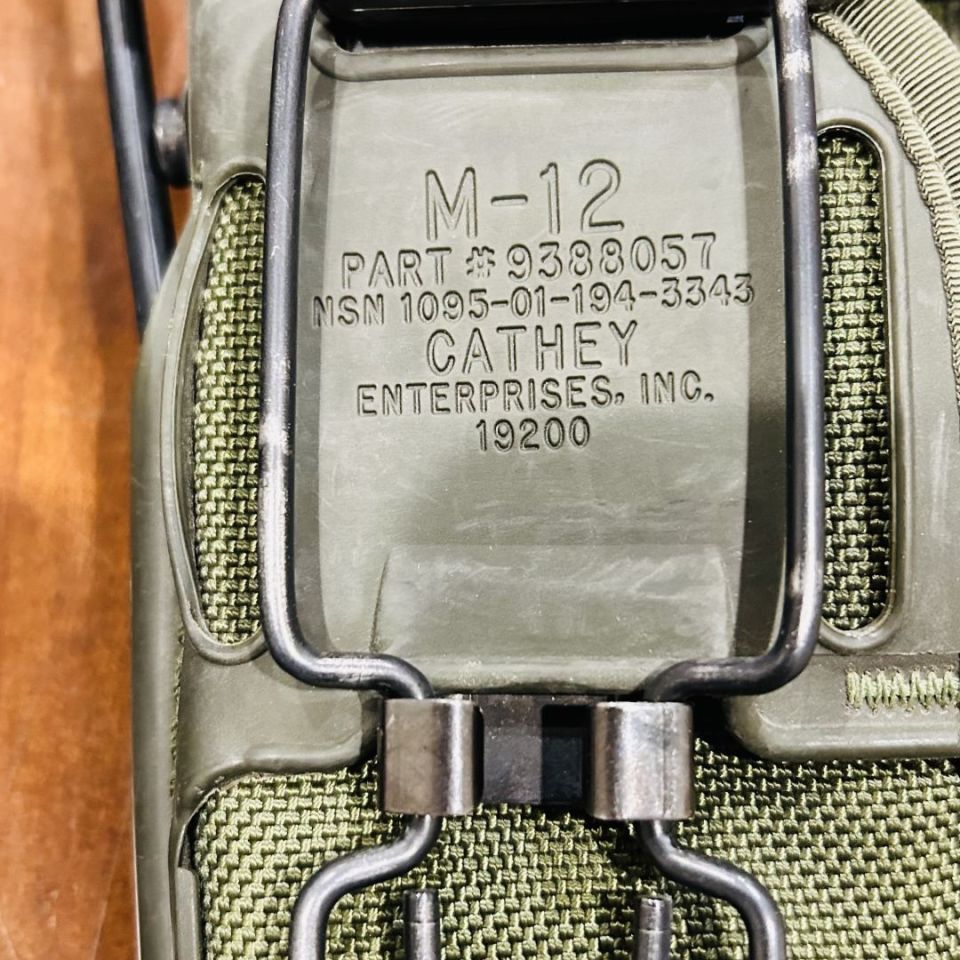 M-12
PART # 9388057
NSN 1095-01-194-3343
CATHEY
ENTERPRISES, INC.
19200